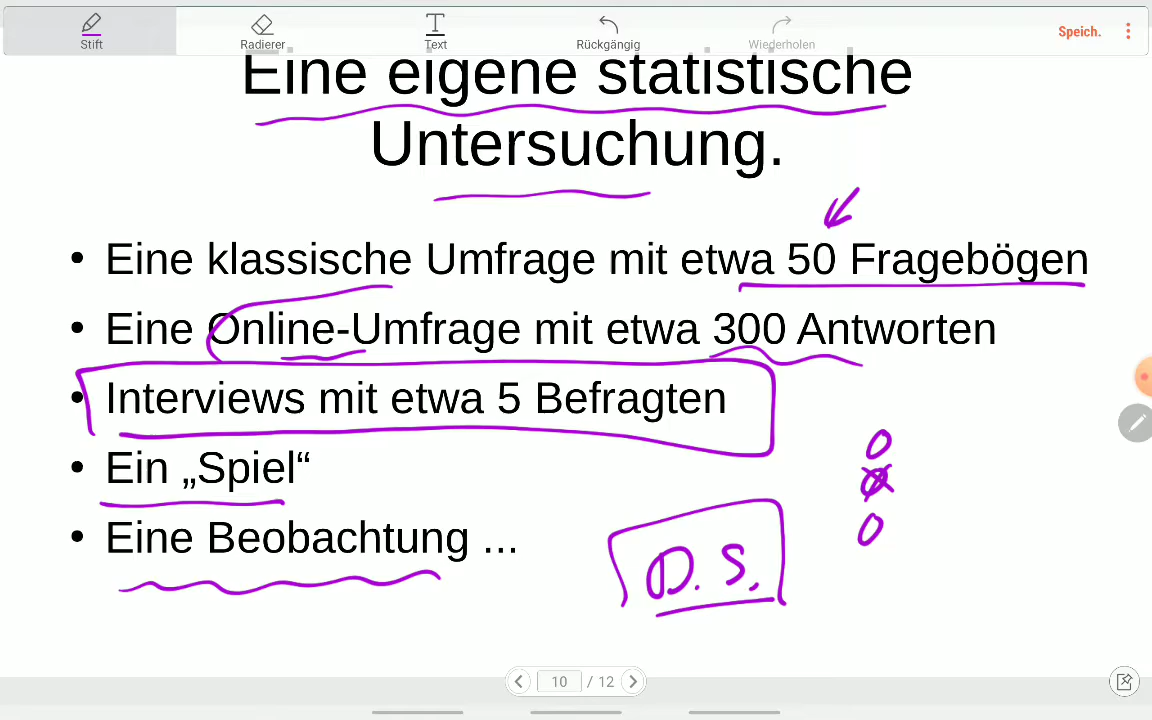 Stift
Radierer
Text
Rückgängig
Wiederholen
Speich.
Eine eigene statistische
Untersuchung.
• Eine klassische Umfrage mit etwa 50 Fragebögen
• Eine Online-Umfrage mit etwa 300 Antworten
• Interviews mit etwa 5 Befragten
• Ein „Spiel“
• Eine Beobachtung ...
D. S.
10 / 12